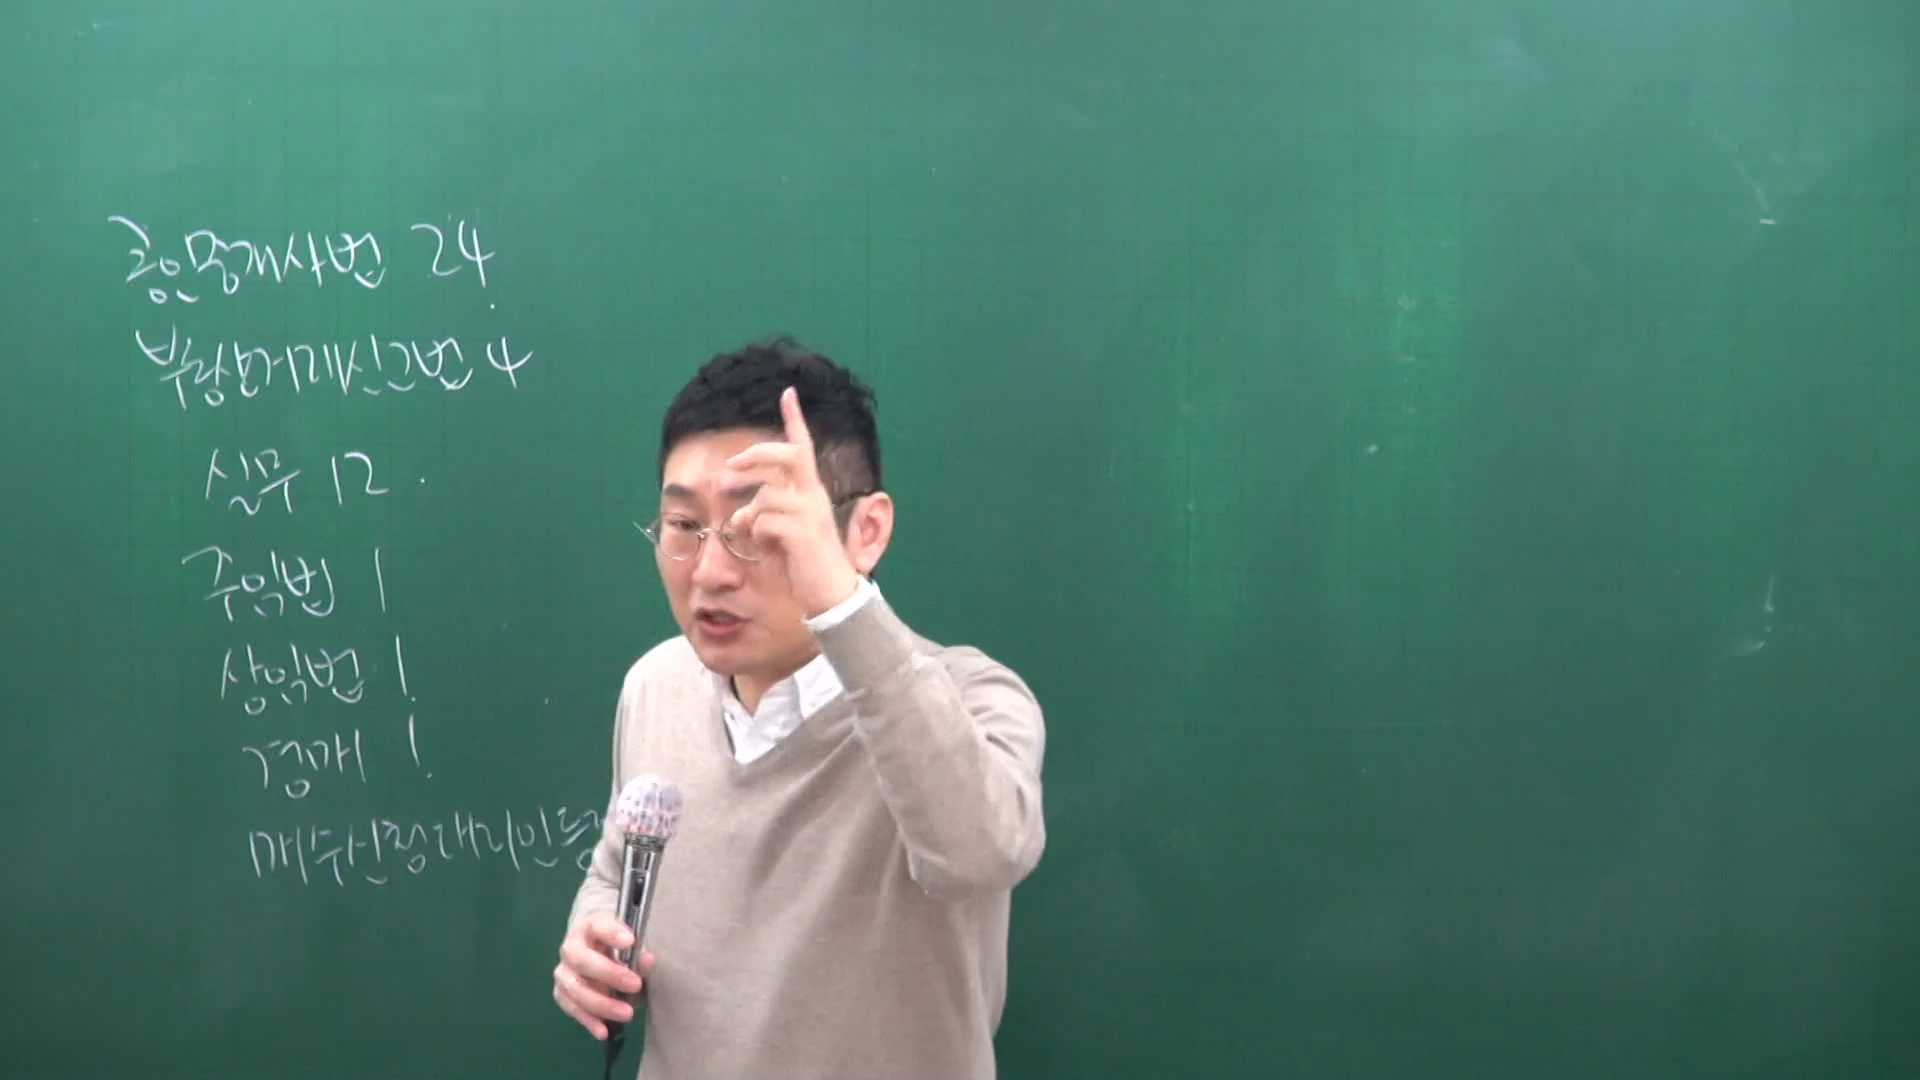 공인중개사법 24
부동산거래신고법 4
실무 12
주임법 1
상임법 1
경매 1
매수신청대리인등